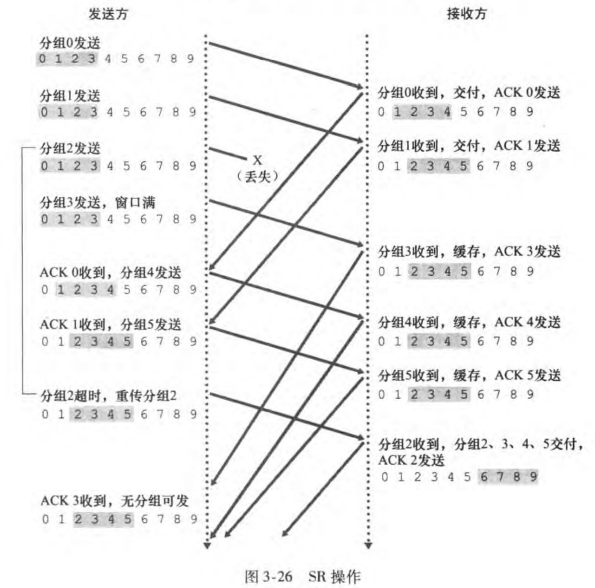 发送方
接收方
分组0发送
0 1 2 3 4 5 6 7 8 9
分组0收到，交付，ACK 0发送
0 1 2 3 4 5 6 7 8 9
分组1发送
0 1 2 3 4 5 6 7 8 9
分组1收到，交付，ACK 1发送
0 1 2 3 4 5 6 7 8 9
分组2发送
0 1 2 3 4 5 6 7 8 9
X
（丢失）
分组3发送，窗口满
0 1 2 3 4 5 6 7 8 9
分组3收到，缓存，ACK 3发送
0 1 2 3 4 5 6 7 8 9
ACK 0收到，分组4发送
0 1 2 3 4 5 6 7 8 9
分组4收到，缓存，ACK 4发送
0 1 2 3 4 5 6 7 8 9
ACK 1收到，分组5发送
0 1 2 3 4 5 6 7 8 9
分组5收到，缓存，ACK 5发送
0 1 2 3 4 5 6 7 8 9
分组2超时，重传分组2
0 1 2 3 4 5 6 7 8 9
分组2收到，分组2、3、4、5交付，
ACK 2发送
0 1 2 3 4 5 6 7 8 9
ACK 3收到，无分组可发
0 1 2 3 4 5 6 7 8 9
图 3-26 SR 操作